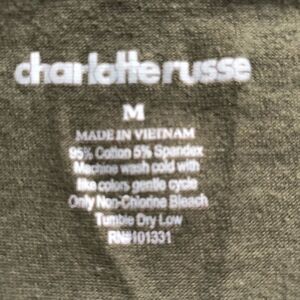 charlotte russe
M
MADE IN VIETNAM
95% Cotton 5% Spandex
Machine wash cold with
like colors gentle cycle
Only Non-Chlorine Bleach
Tumble Dry Low
RN#101331